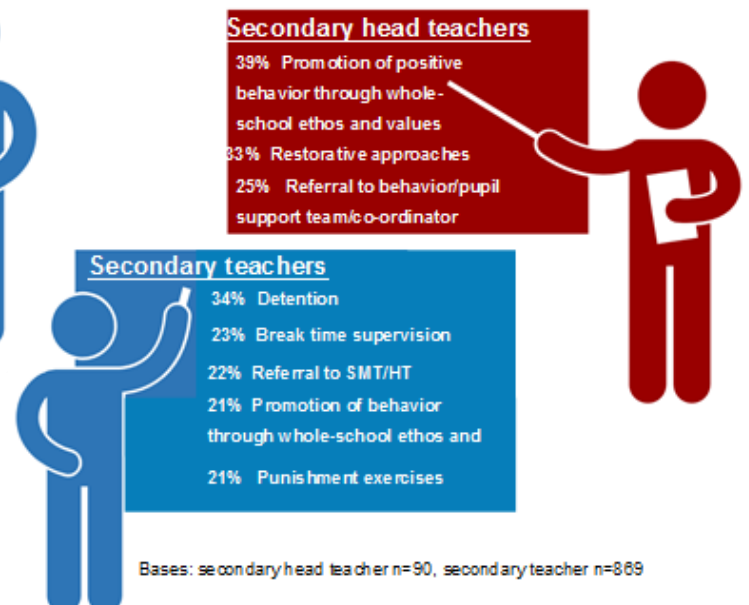 Secondary head teachers
39% Promotion of positive
behavior through whole-
school ethos and values
33% Restorative approaches
25% Referral to behavior/pupil
support team/co-ordinator
Secondary teachers
34% Detention
23% Break time supervision
22% Referral to SMT/HT
21% Promotion of behavior
through whole-school ethos and
21% Punishment exercises
Bases: secondary head teacher n=90, secondary teacher n=869